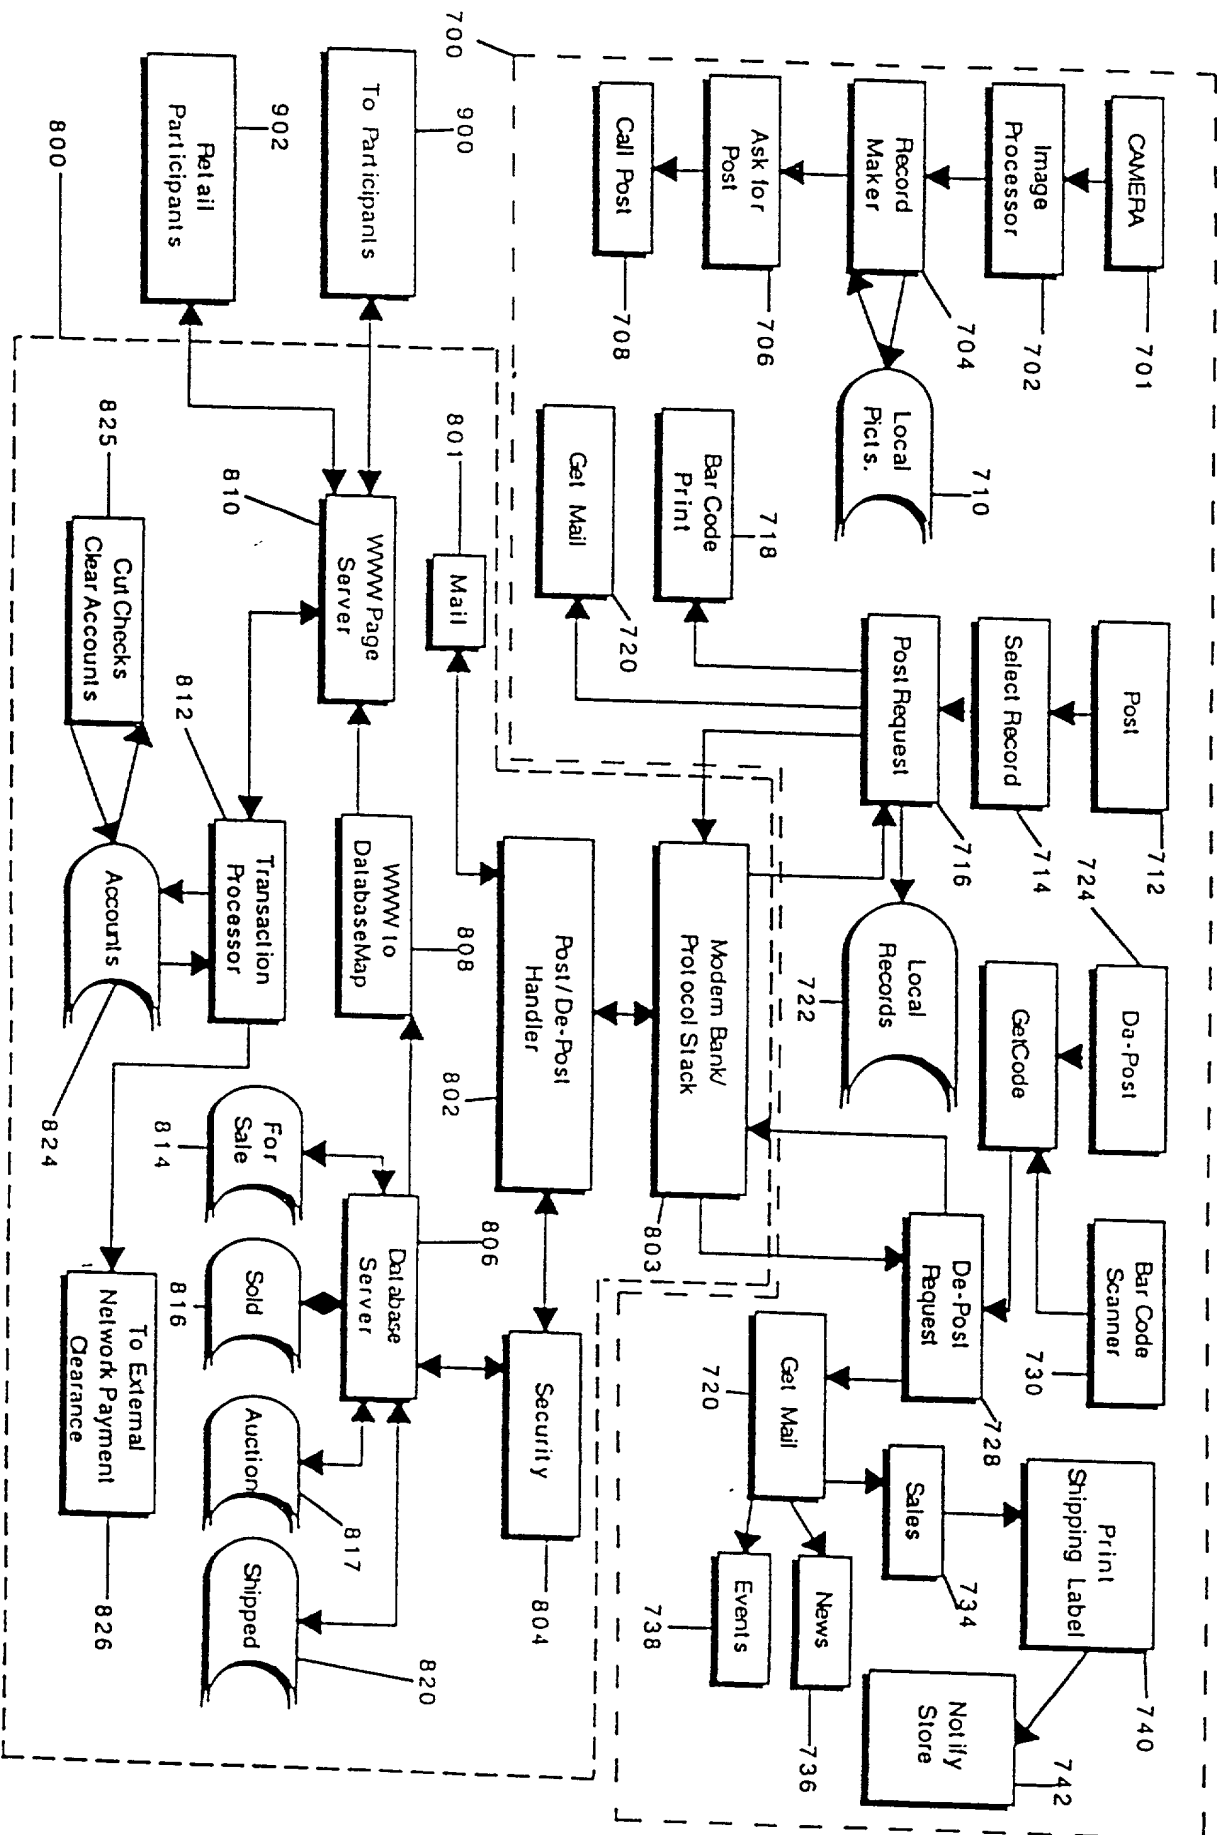 700
CAMERA
701
Image
Processor
702
Record
Maker
704
Ask for
Post
706
Call Post
708
Local
Picts.
710
Post
712
Select Record
714
Post Request
716
Bar Code
Print
718
Get Mail
720
Local
Records
722
724
Da-Post
GetCode
Bar Code
Scanner
730
De-Post
Request
728
Get Mail
720
Sales
734
News
736
Events
738
Print
Shipping Label
740
Notify
Store
742
To Participants
900
Retail
Participants
902
800
Mail
801
Modem Bank/
Protocol Stack
803
Post/De-Post
Handler
802
Security
804
WWW Page
Server
810
WWW to
DatabaseMap
808
Database
Server
806
For
Sale
814
Sold
816
Auction
817
Shipped
820
Cut Checks
Clear Accounts
825
Transaction
Processor
812
Accounts
824
To External
Network Payment
Clearance
826